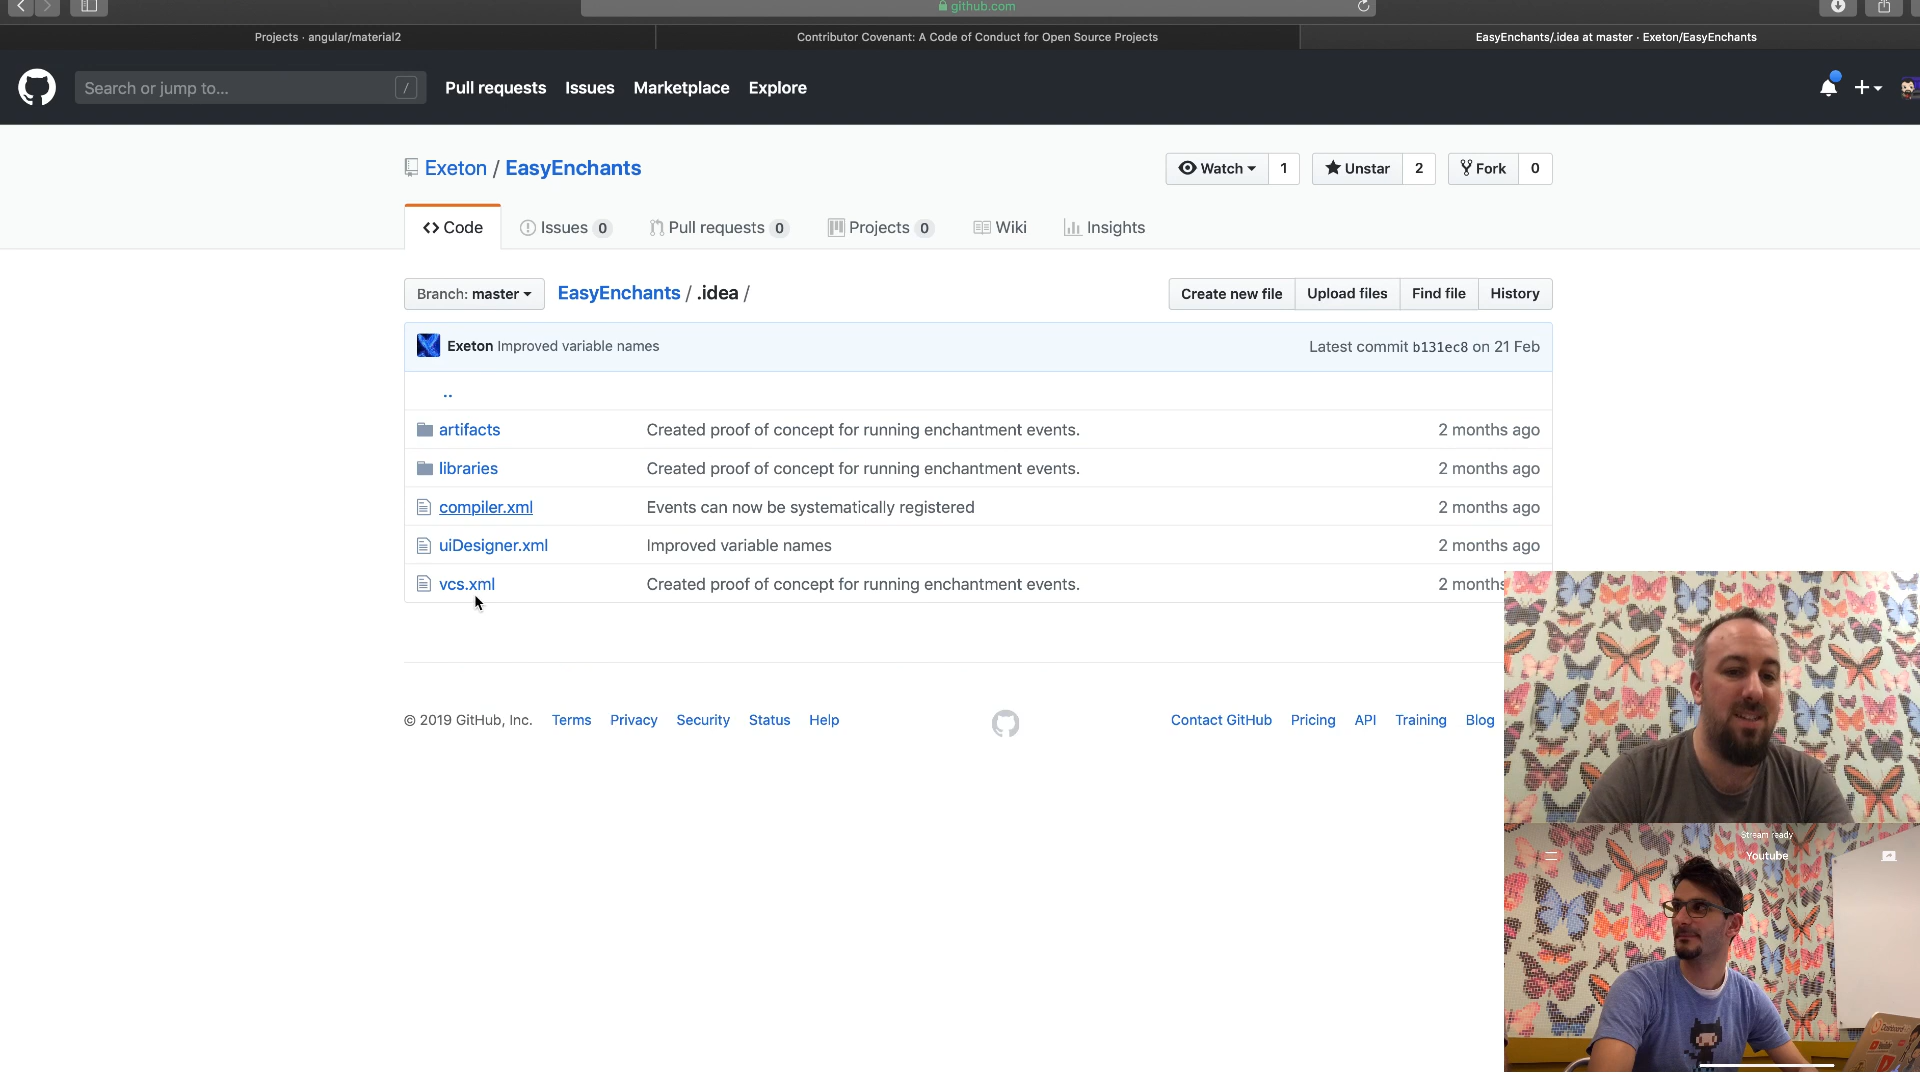 github.com
Projects · angular/material2
Contributor Covenant: A Code of Conduct for Open Source Projects
EasyEnchants/.idea at master · Exeton/EasyEnchants
Search or jump to... /
Pull requests Issues Marketplace Explore
Exeton / EasyEnchants
Watch 1 Unstar 2 Fork 0
Code Issues 0 Pull requests 0 Projects 0 Wiki Insights
Branch: master EasyEnchants / .idea / Create new file Upload files Find file History
Exeton Improved variable names Latest commit b131ec8 on 21 Feb
..
artifacts Created proof of concept for running enchantment events. 2 months ago
libraries Created proof of concept for running enchantment events. 2 months ago
compiler.xml Events can now be systematically registered 2 months ago
uiDesigner.xml Improved variable names 2 months ago
vcs.xml Created proof of concept for running enchantment events. 2 months
© 2019 GitHub, Inc. Terms Privacy Security Status Help Contact GitHub Pricing API Training Blog
Stream ready
Youtube